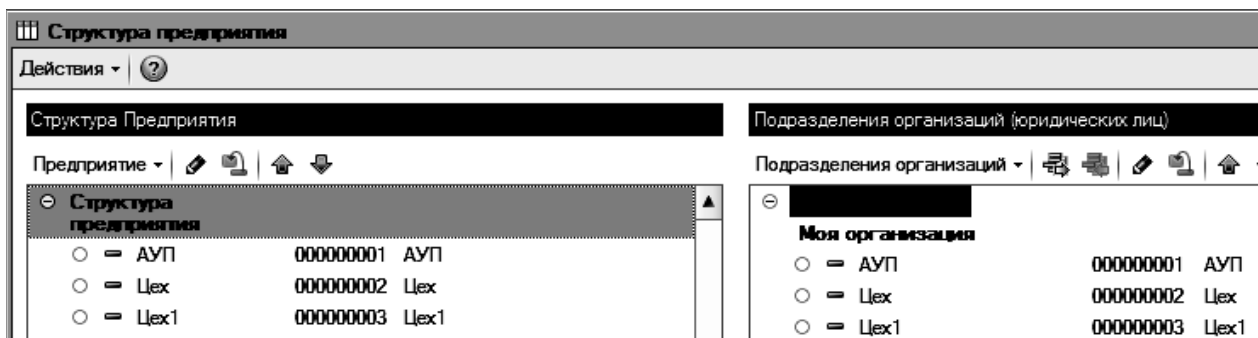 Структура предприятия
Действия
Структура Предприятия
Предприятие
Структура
предприятия
АУП 000000001 АУП
Цех 000000002 Цех
Цех1 000000003 Цех1
Подразделения организаций (юридических лиц)
Подразделения организаций
Моя организация
АУП 000000001 АУП
Цех 000000002 Цех
Цех1 000000003 Цех1